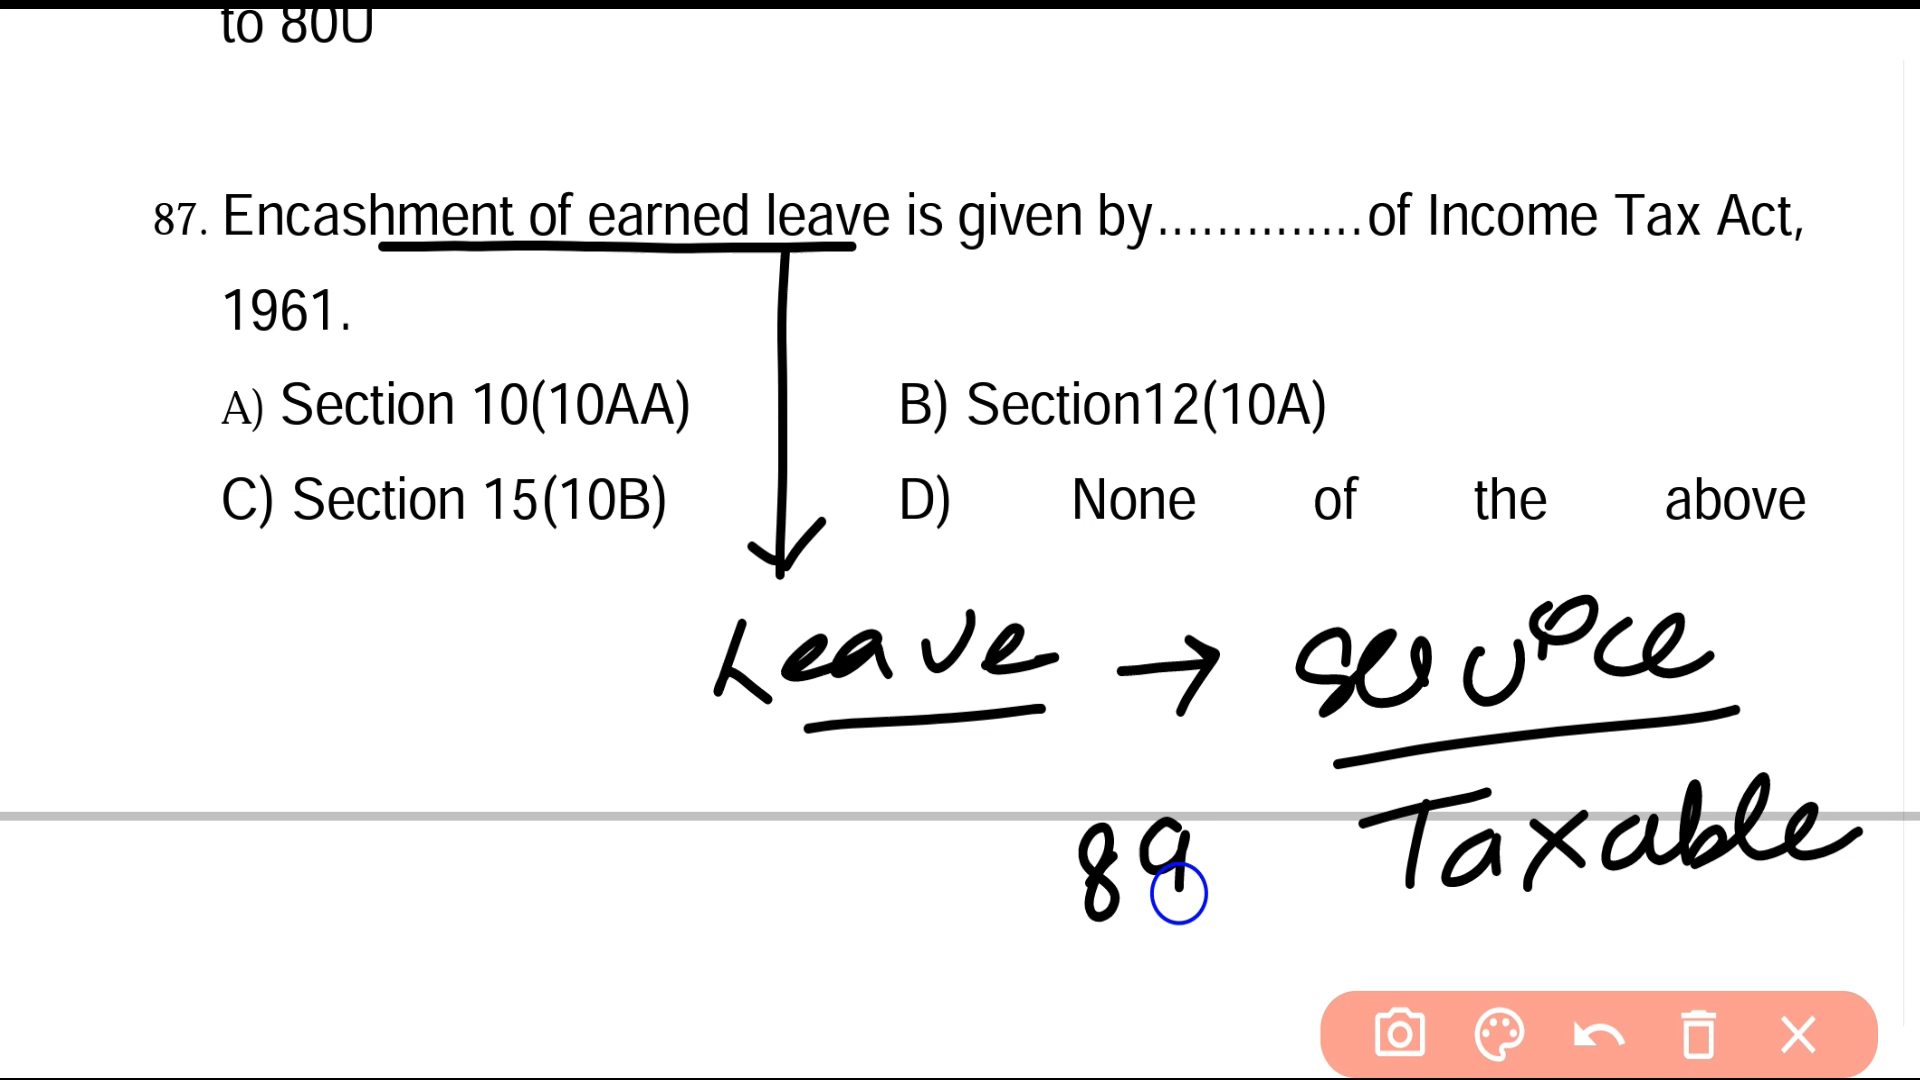 to 80U
87. Encashment of earned leave is given by..............of Income Tax Act,
1961.
A) Section 10(10AA) B) Section12(10A)
C) Section 15(10B) D) None of the above
Leave → service
Taxable
89